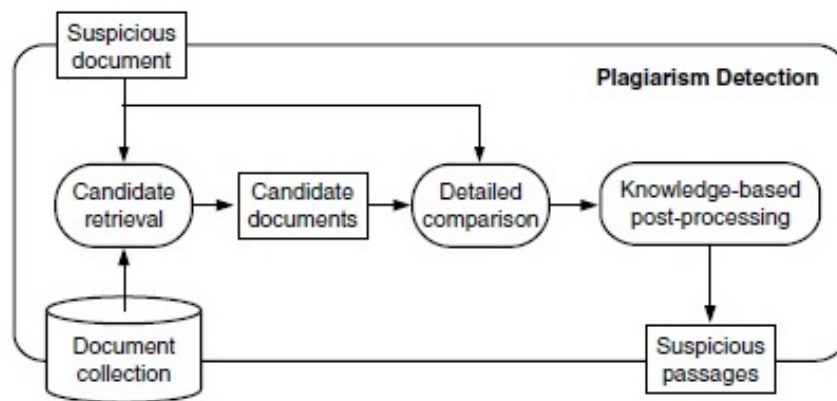 Suspicious
document
Plagiarism Detection
Candidate
retrieval
Candidate
documents
Detailed
comparison
Knowledge-based
post-processing
Document
collection
Suspicious
passages